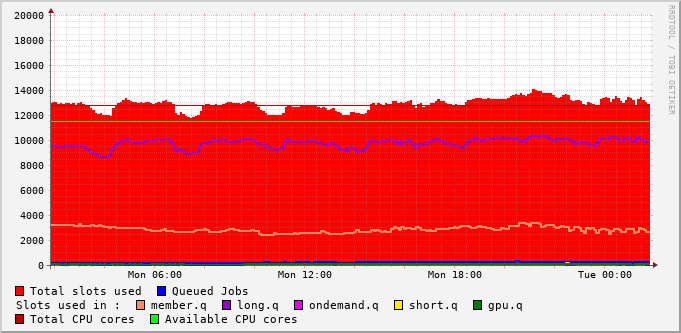 RRDTOOL / TOBI OETIKER
20000
18000
16000
14000
12000
10000
8000
6000
4000
2000
0
Mon 06:00 Mon 12:00 Mon 18:00 Tue 00:00
Total slots used Queued Jobs
Slots used in : member.q long.q ondemand.q short.q gpu.q
Total CPU cores Available CPU cores